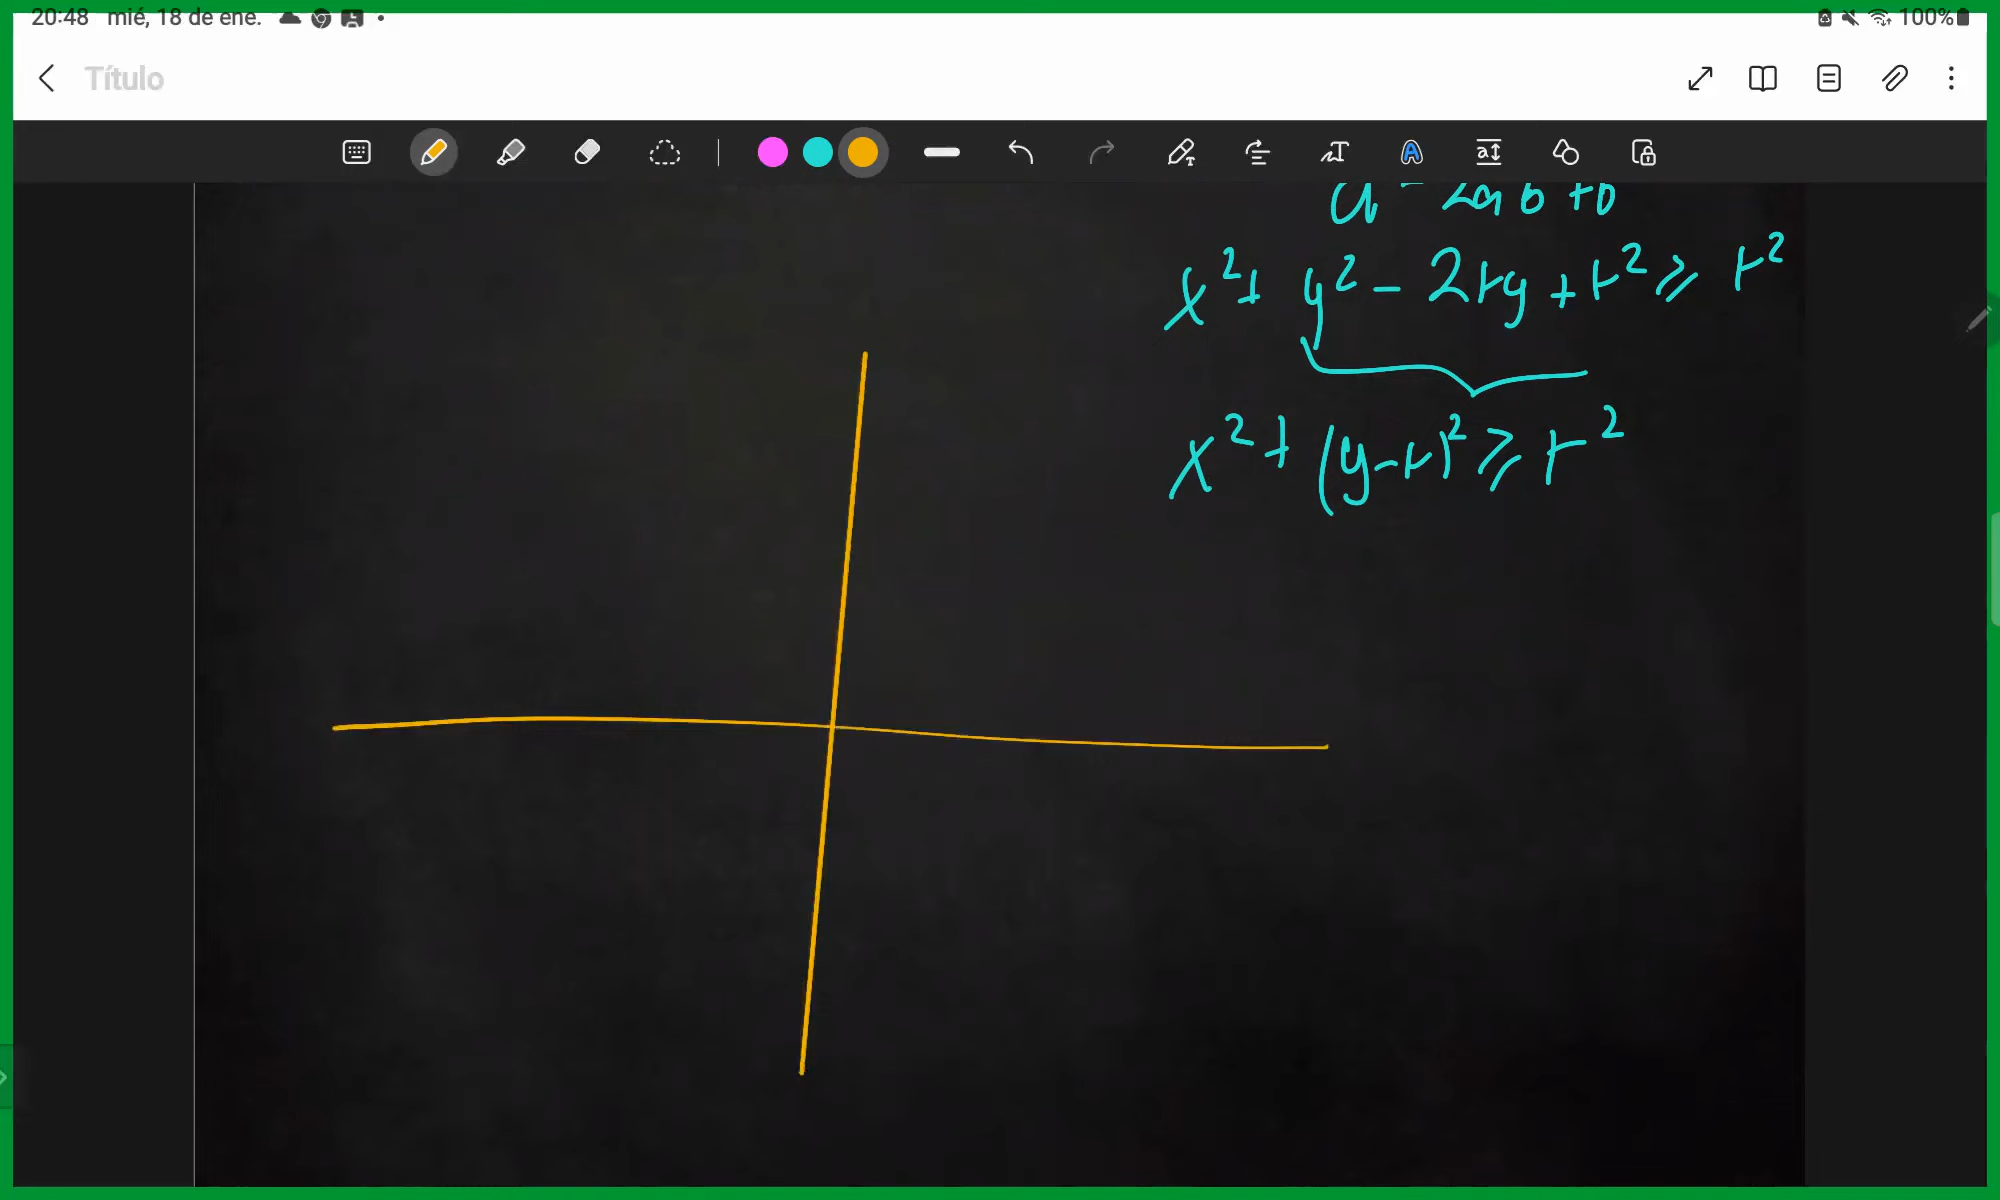 20:48 mié, 18 de ene. 100%
Título
x² + y² - 2ry + r² ⩾ r²
x² + (y-r)² ⩾ r²